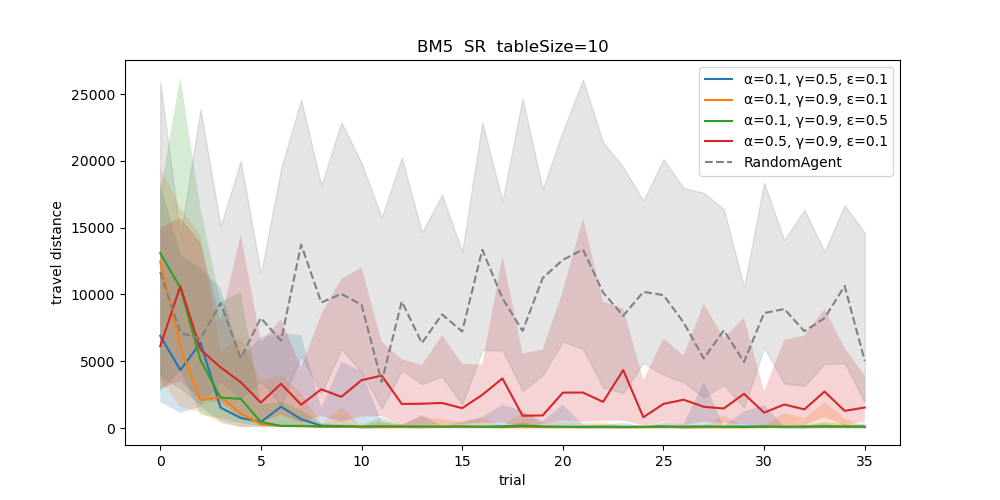 BM5  SR  tableSize=10
travel distance
25000
20000
15000
10000
5000
0
0 5 10 15 20 25 30 35
trial
α=0.1, γ=0.5, ε=0.1
α=0.1, γ=0.9, ε=0.1
α=0.1, γ=0.9, ε=0.5
α=0.5, γ=0.9, ε=0.1
RandomAgent